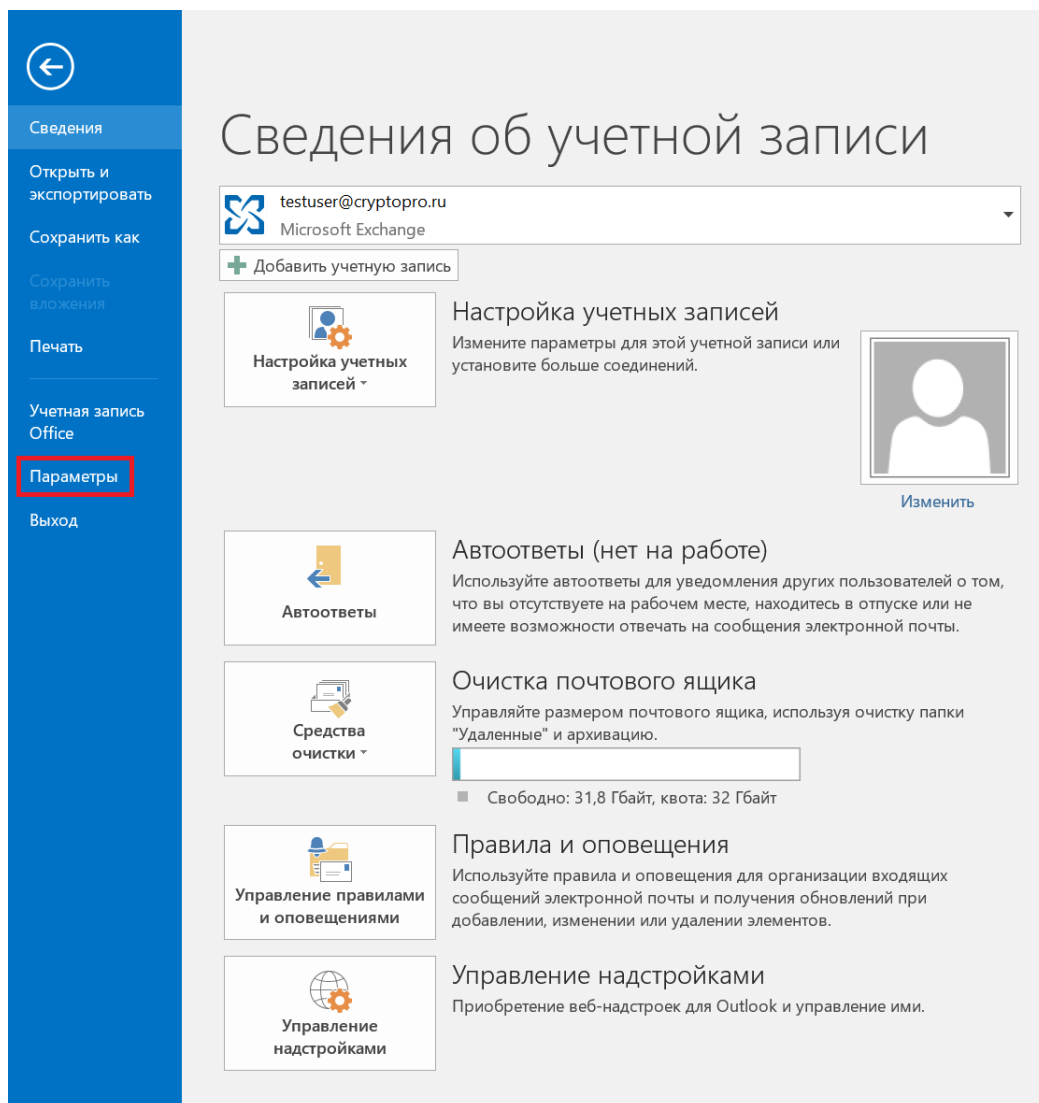 Сведения
Открыть и
экспортировать
Сохранить как
Сохранить
вложения
Печать
Учетная запись
Office
Параметры
Выход
Сведения об учетной записи
testuser@cryptopro.ru
Microsoft Exchange
Добавить учетную запись
Настройка учетных
записей
Настройка учетных записей
Измените параметры для этой учетной записи или
установите больше соединений.
Изменить
Автоответы
Автоответы (нет на работе)
Используйте автоответы для уведомления других пользователей о том,
что вы отсутствуете на рабочем месте, находитесь в отпуске или не
имеете возможности отвечать на сообщения электронной почты.
Средства
очистки
Очистка почтового ящика
Управляйте размером почтового ящика, используя очистку папки
"Удаленные" и архивацию.
Свободно: 31,8 Гбайт, квота: 32 Гбайт
Управление правилами
и оповещениями
Правила и оповещения
Используйте правила и оповещения для организации входящих
сообщений электронной почты и получения обновлений при
добавлении, изменении или удалении элементов.
Управление
надстройками
Управление надстройками
Приобретение веб-надстроек для Outlook и управление ими.